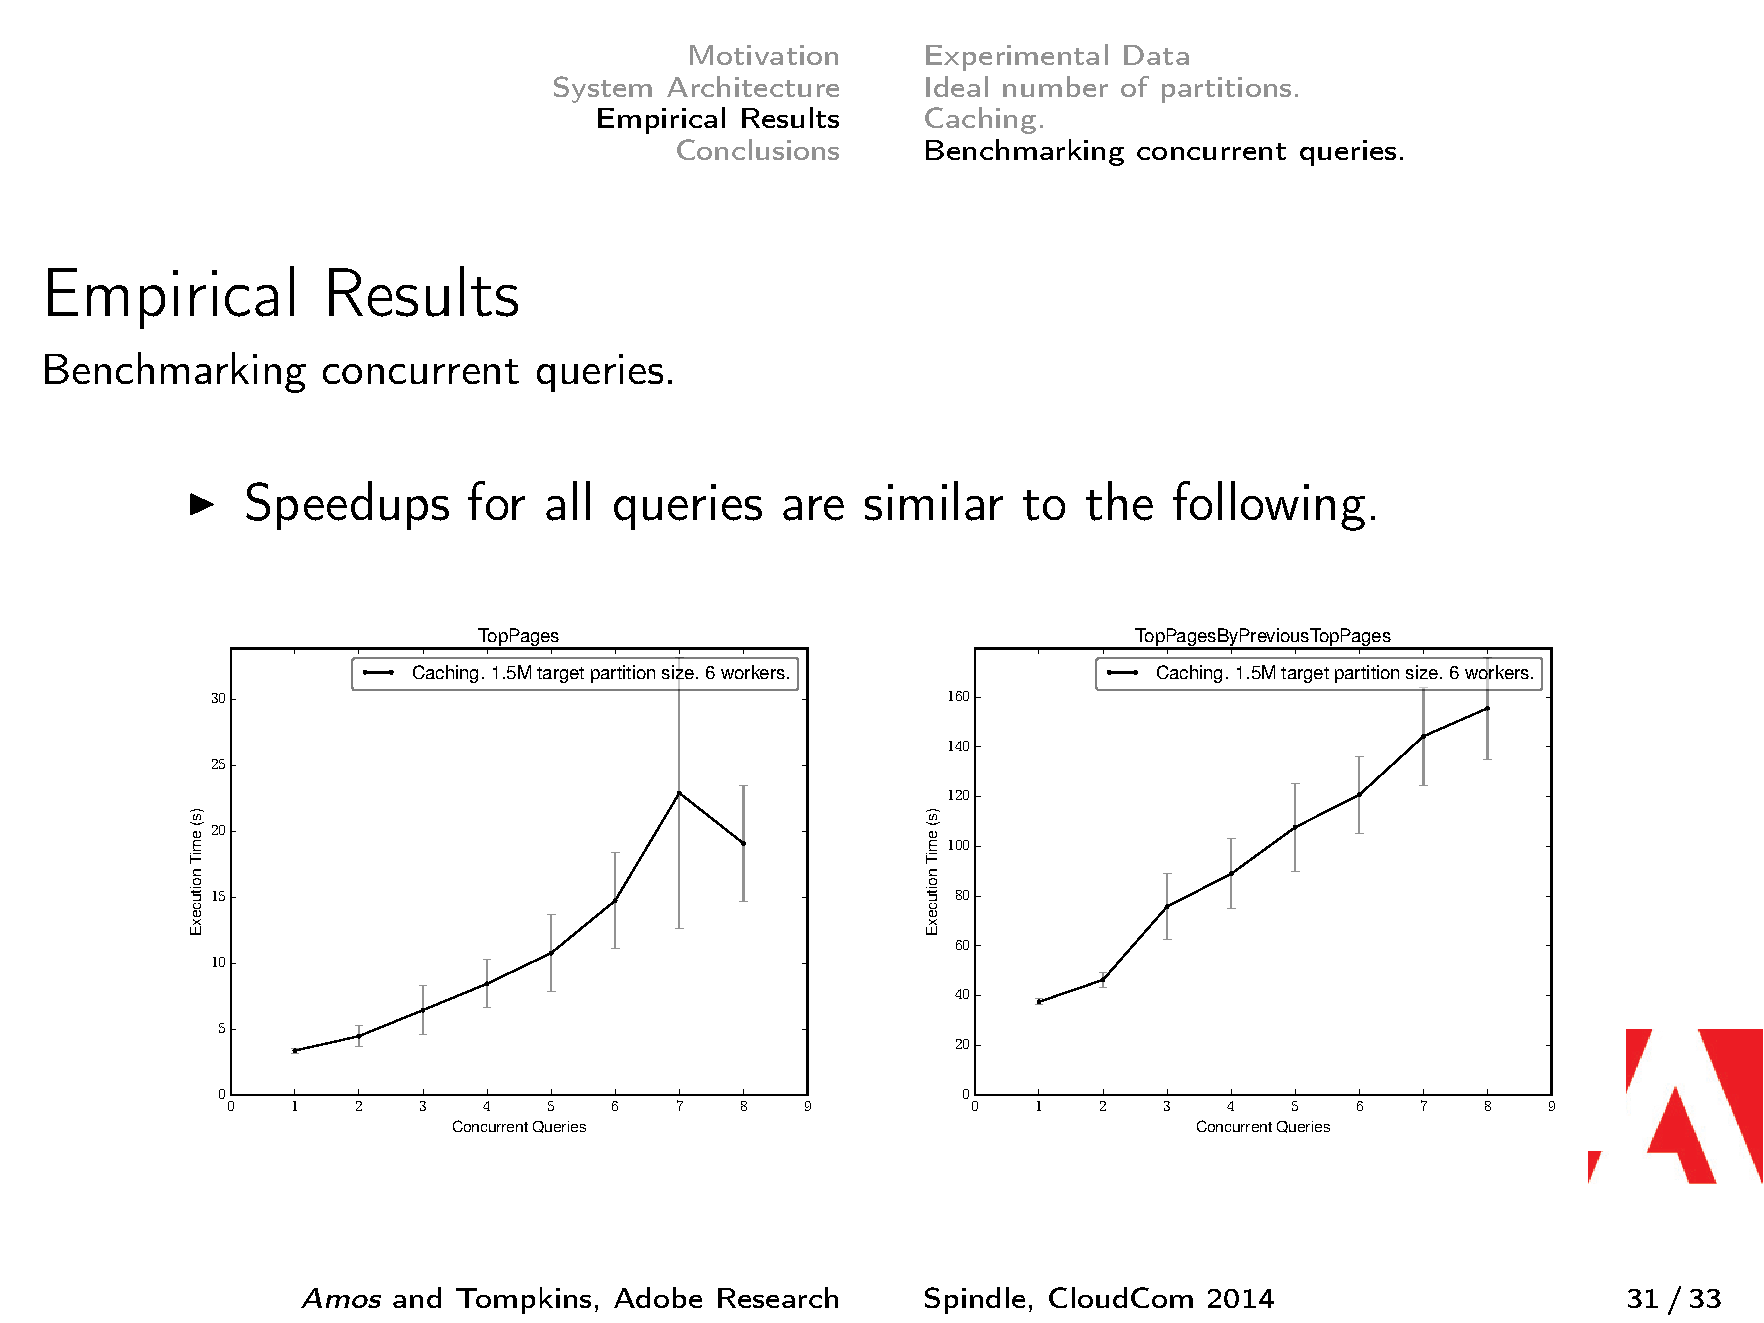 Motivation
System Architecture
Empirical Results
Conclusions
Experimental Data
Ideal number of partitions.
Caching.
Benchmarking concurrent queries.
Empirical Results
Benchmarking concurrent queries.
Speedups for all queries are similar to the following.
TopPages
Caching. 1.5M target partition size. 6 workers.
30
25
20
15
10
5
0
Execution Time (s)
0 1 2 3 4 5 6 7 8 9
Concurrent Queries
TopPagesByPreviousTopPages
Caching. 1.5M target partition size. 6 workers.
160
140
120
100
80
60
40
20
0
Execution Time (s)
0 1 2 3 4 5 6 7 8 9
Concurrent Queries
Amos and Tompkins, Adobe Research Spindle, CloudCom 2014 31 / 33